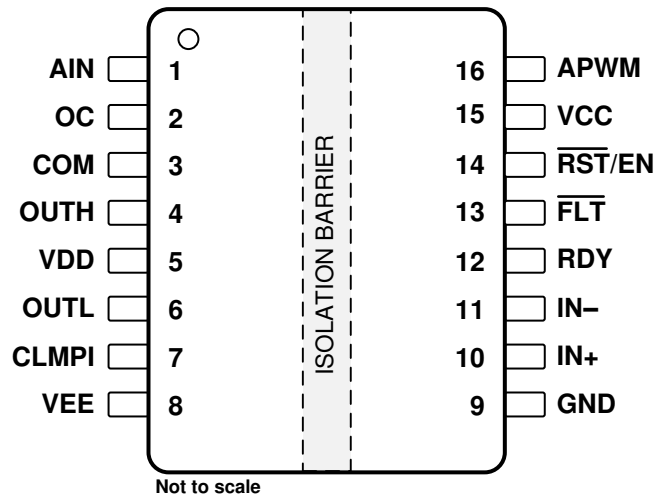 AIN 1 16 APWM
OC 2 15 VCC
COM 3 14 RST/EN
OUTH 4 13 FLT
VDD 5 12 RDY
OUTL 6 11 IN–
CLMPI 7 10 IN+
VEE 8 9 GND
ISOLATION BARRIER
Not to scale